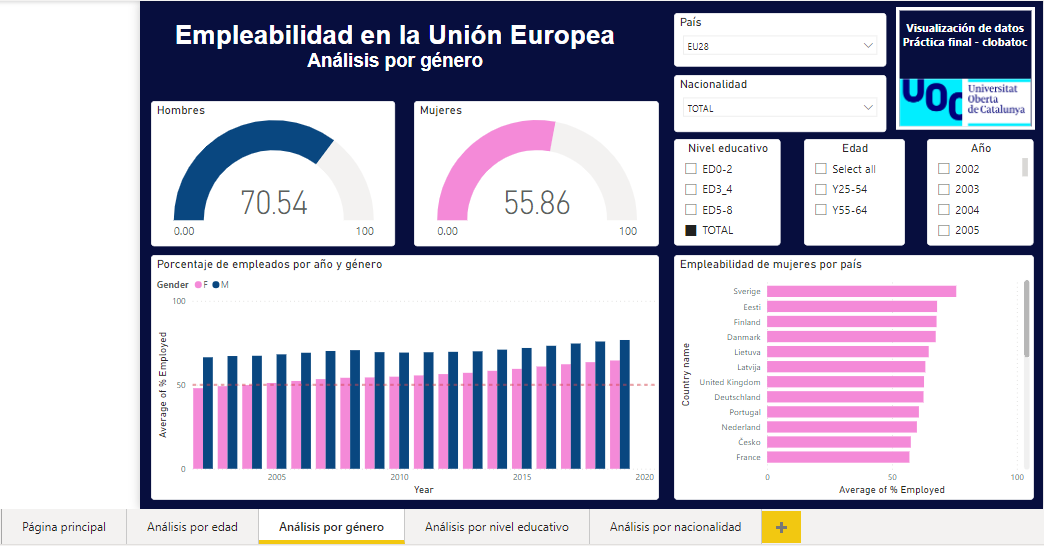 Empleabilidad en la Unión Europea
Análisis por género
País
EU28
Nacionalidad
TOTAL
Visualización de datos
Práctica final - clobatoc
UOC
Universitat
Oberta
de Catalunya
Hombres
70.54
0.00
100
Mujeres
55.86
0.00
100
Nivel educativo
ED0-2
ED3_4
ED5-8
TOTAL
Edad
Select all
Y25-54
Y55-64
Año
2002
2003
2004
2005
Porcentaje de empleados por año y género
Gender F M
Average of % Employed
100
50
0
2005
2010
2015
2020
Year
Empleabilidad de mujeres por país
Country name
Sverige
Eesti
Finland
Danmark
Lietuva
Latvija
United Kingdom
Deutschland
Portugal
Nederland
Česko
France
0
50
100
Average of % Employed
Página principal
Análisis por edad
Análisis por género
Análisis por nivel educativo
Análisis por nacionalidad
+